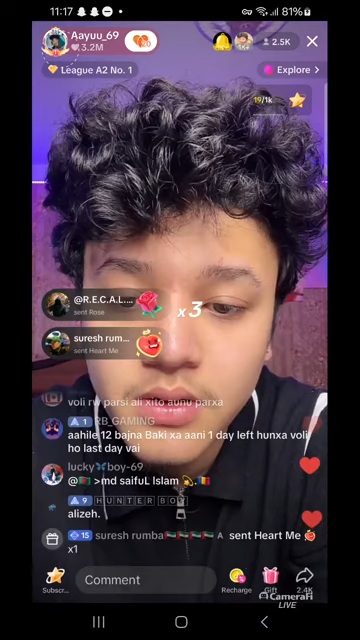 11:17
81%
Aayuu_69
3.2M
20
1K+
2.5K
League A2 No. 1
Explore >
19/1k
@R.E.C.A.L....
sent Rose
x3
suresh rum...
sent Heart Me
voli rw parsi ali xito aunu parxa
1 RB_GAMING
aahile 12 bajna Baki xa aani 1 day left hunxa voli
ho last day vai
lucky boy-69
@🇧🇩 >md saifuL Islam 💫.🇷🇴
9 HUNTER BOY
alizeh.
15 suresh rumba🇵🇸🇵🇸🇵🇸🇵🇸 A sent Heart Me
x1
Subscr...
Comment
Recharge
Gift
2.4K
CameraFi
LIVE